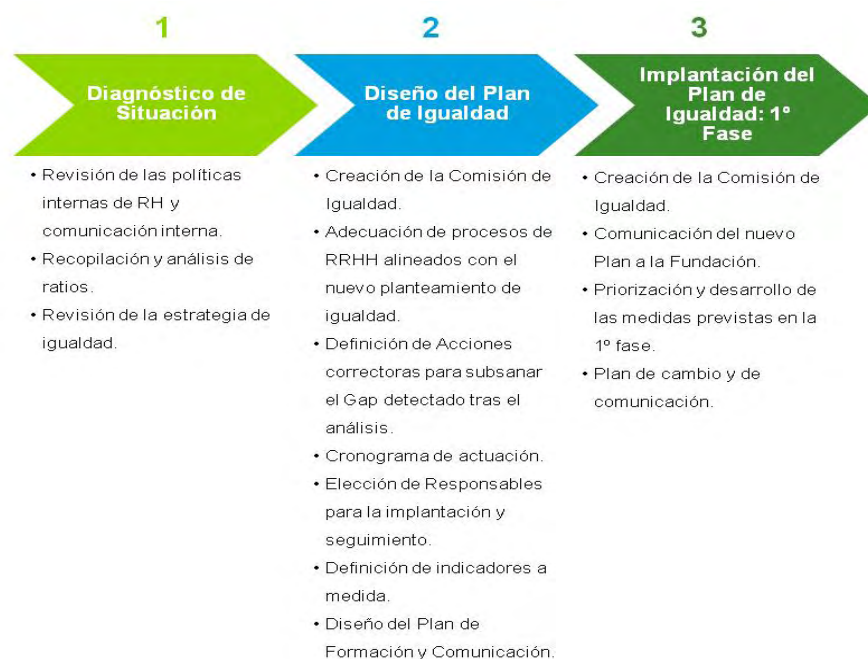 1
Diagnóstico de
Situación
• Revisión de las políticas
internas de RH y
comunicación interna.
• Recopilación y análisis de
ratios.
• Revisión de la estrategia de
igualdad.
2
Diseño del Plan
de Igualdad
• Creación de la Comisión de
Igualdad.
• Adecuación de procesos de
RRHH alineados con el
nuevo planteamiento de
igualdad.
• Definición de Acciones
correctoras para subsanar
el Gap detectado tras el
análisis.
• Cronograma de actuación.
• Elección de Responsables
para la implantación y
seguimiento.
• Definición de indicadores a
medida.
• Diseño del Plan de
Formación y Comunicación.
3
Implantación del
Plan de
Igualdad: 1º
Fase
• Creación de la Comisión de
Igualdad.
• Comunicación del nuevo
Plan a la Fundación.
• Priorización y desarrollo de
las medidas previstas en la
1º fase.
• Plan de cambio y de
comunicación.